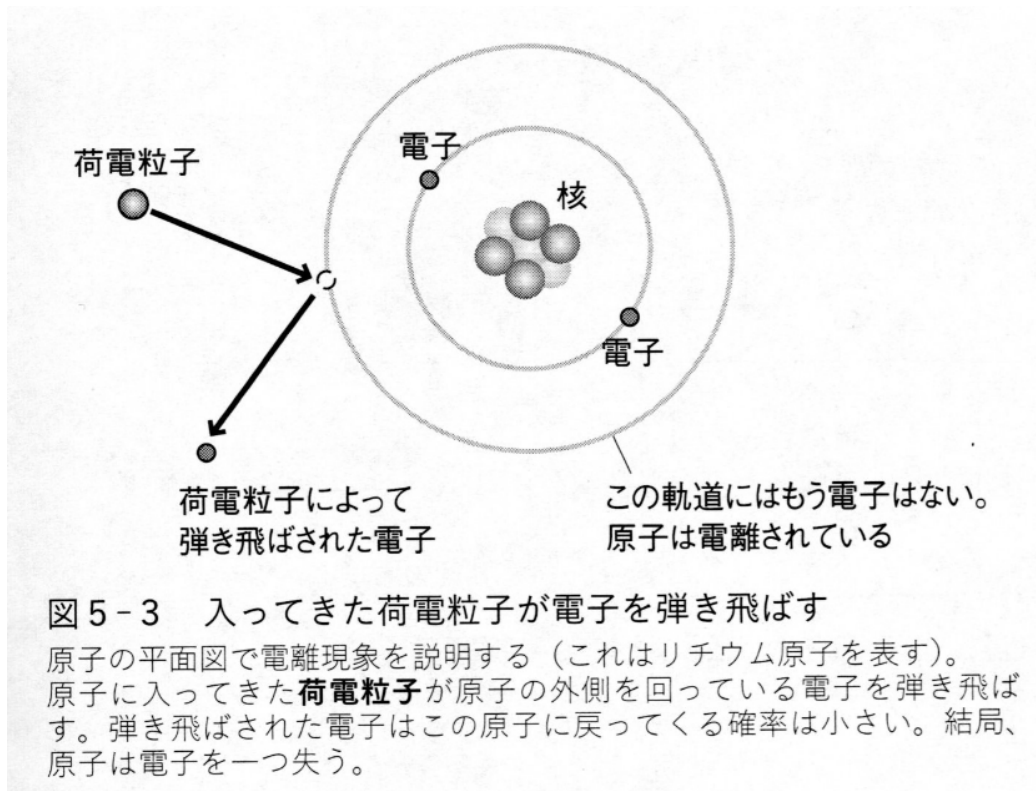 荷電粒子
電子
核
電子
荷電粒子によって
弾き飛ばされた電子
この軌道にはもう電子はない。
原子は電離されている
図5-3　入ってきた荷電粒子が電子を弾き飛ばす
原子の平面図で電離現象を説明する（これはリチウム原子を表す）。
原子に入ってきた荷電粒子が原子の外側を回っている電子を弾き飛ば
す。弾き飛ばされた電子はこの原子に戻ってくる確率は小さい。結局、
原子は電子を一つ失う。